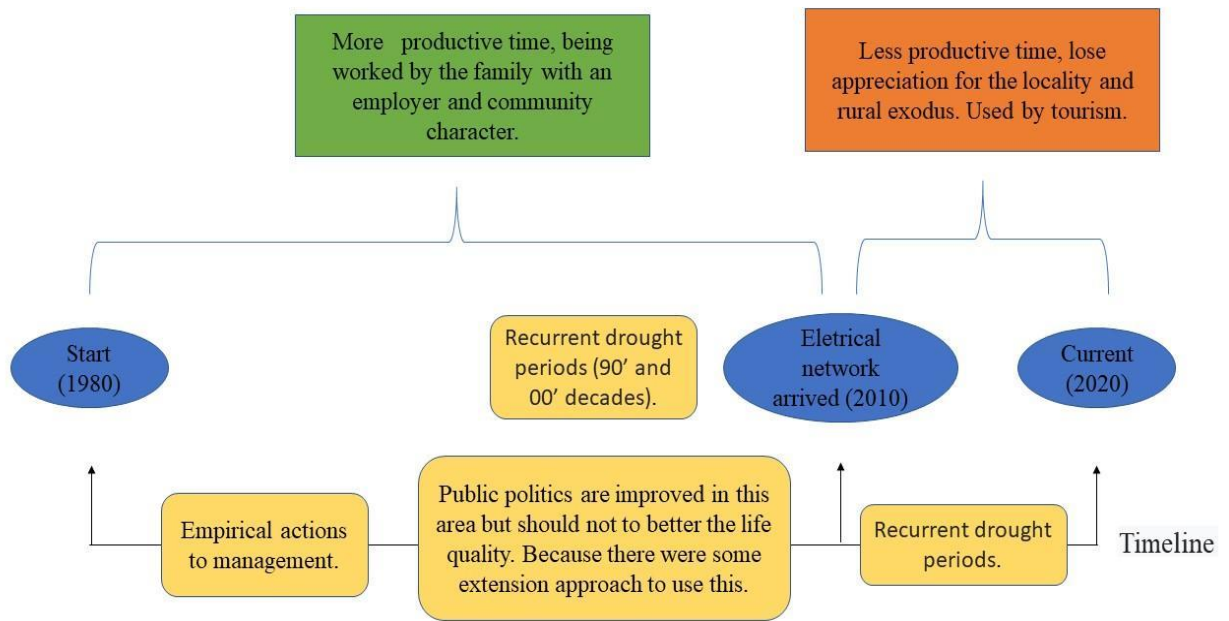 More productive time, being
worked by the family with an
employer and community
character.
Less productive time, lose
appreciation for the locality and
rural exodus. Used by tourism.
Start
(1980)
Recurrent drought
periods (90’ and
00’ decades).
Eletrical
network
arrived (2010)
Current
(2020)
Empirical actions
to management.
Public politics are improved in this
area but should not to better the life
quality. Because there were some
extension approach to use this.
Recurrent drought
periods.
Timeline